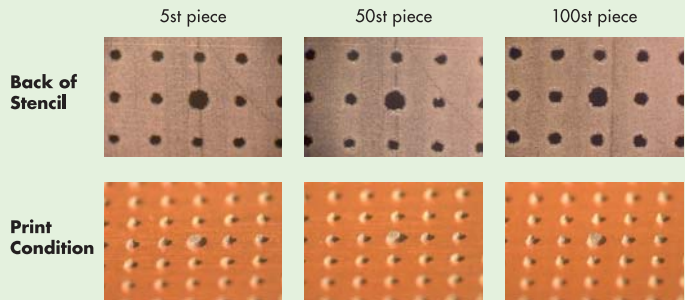 5st piece
50st piece
100st piece
Back of
Stencil
Print
Condition